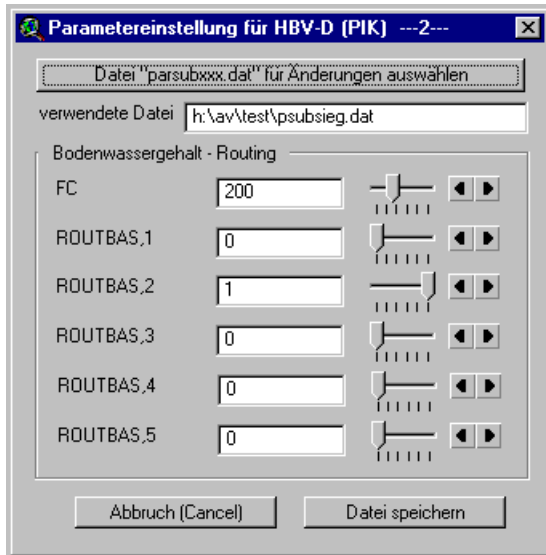 Parametereinstellung für HBV-D (PIK) ---2---
Datei "parsubxxx.dat" für Änderungen auswählen
verwendete Datei h:\av\test\psubsieg.dat
Bodenwassergehalt - Routing
FC 200
ROUTBAS,1 0
ROUTBAS,2 1
ROUTBAS,3 0
ROUTBAS,4 0
ROUTBAS,5 0
Abbruch (Cancel) Datei speichern